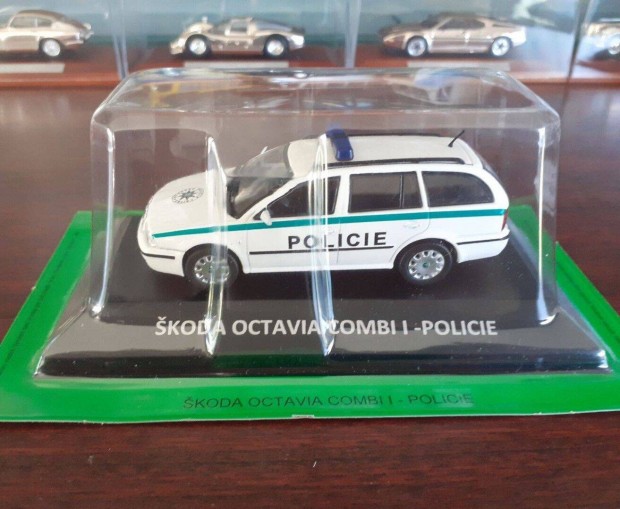 POLICIE
ŠKODA OCTAVIA COMBI I -POLICIE
ŠKODA OCTAVIA COMBI I - POLICIE